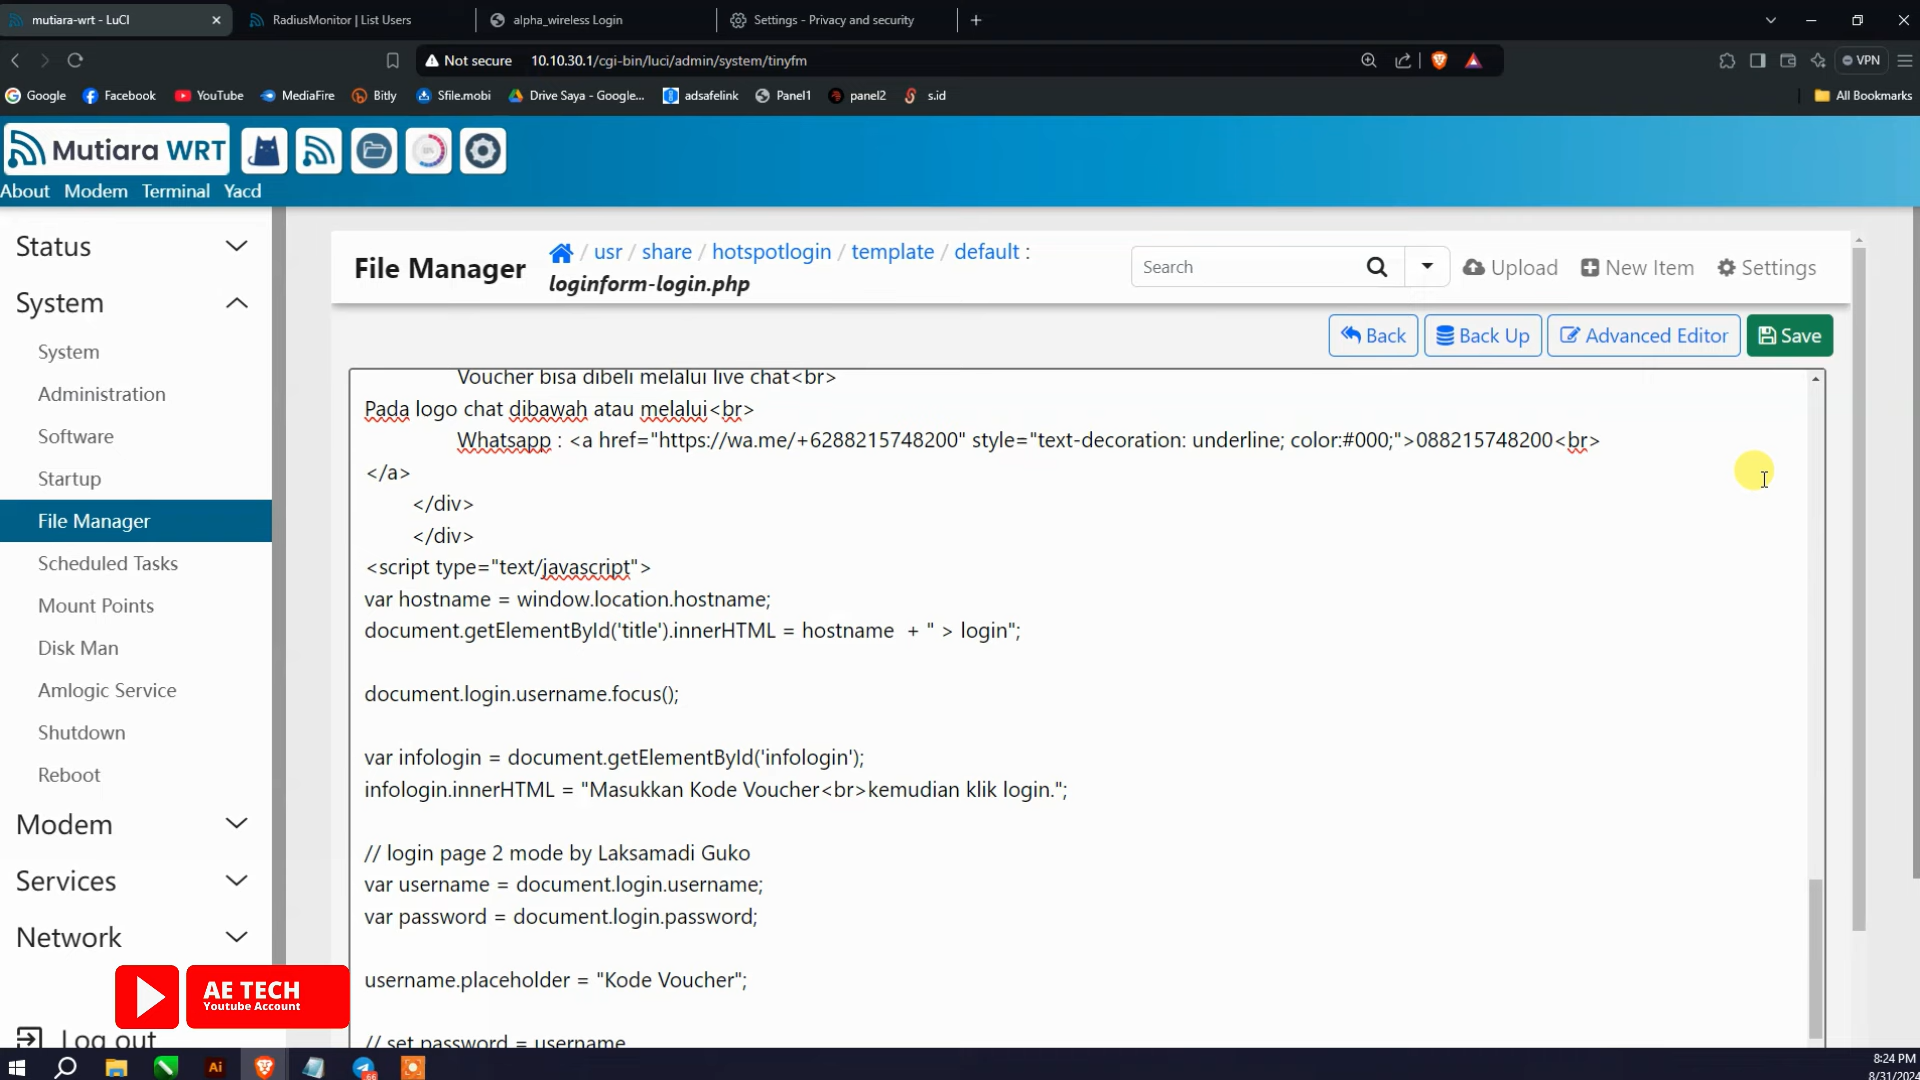 mutiara-wrt - LuCI
RadiusMonitor | List Users
alpha_wireless Login
Settings - Privacy and security
Not secure 10.10.30.1/cgi-bin/luci/admin/system/tinyfm
VPN
Google Facebook YouTube MediaFire Bitly Sfile.mobi Drive Saya - Google... adsafelink Panel1 panel2 s.id
All Bookmarks
Mutiara WRT
About Modem Terminal Yacd
Status
System
System
Administration
Software
Startup
File Manager
Scheduled Tasks
Mount Points
Disk Man
Amlogic Service
Shutdown
Reboot
Modem
Services
Network
Log out
File Manager
/ usr / share / hotspotlogin / template / default :
loginform-login.php
Search
Upload
New Item
Settings
Back
Back Up
Advanced Editor
Save
Voucher bisa dibeli melalui live chat<br>
Pada logo chat dibawah atau melalui<br>
Whatsapp : <a href="https://wa.me/+6288215748200" style="text-decoration: underline; color:#000;">088215748200<br>
</a>
</div>
</div>
<script type="text/javascript">
var hostname = window.location.hostname;
document.getElementById('title').innerHTML = hostname + " > login";
document.login.username.focus();
var infologin = document.getElementById('infologin');
infologin.innerHTML = "Masukkan Kode Voucher<br>kemudian klik login.";
// login page 2 mode by Laksamadi Guko
var username = document.login.username;
var password = document.login.password;
username.placeholder = "Kode Voucher";
// set password = username
AE TECH
Youtube Account
Ai
66
8:24 PM
8/31/2024